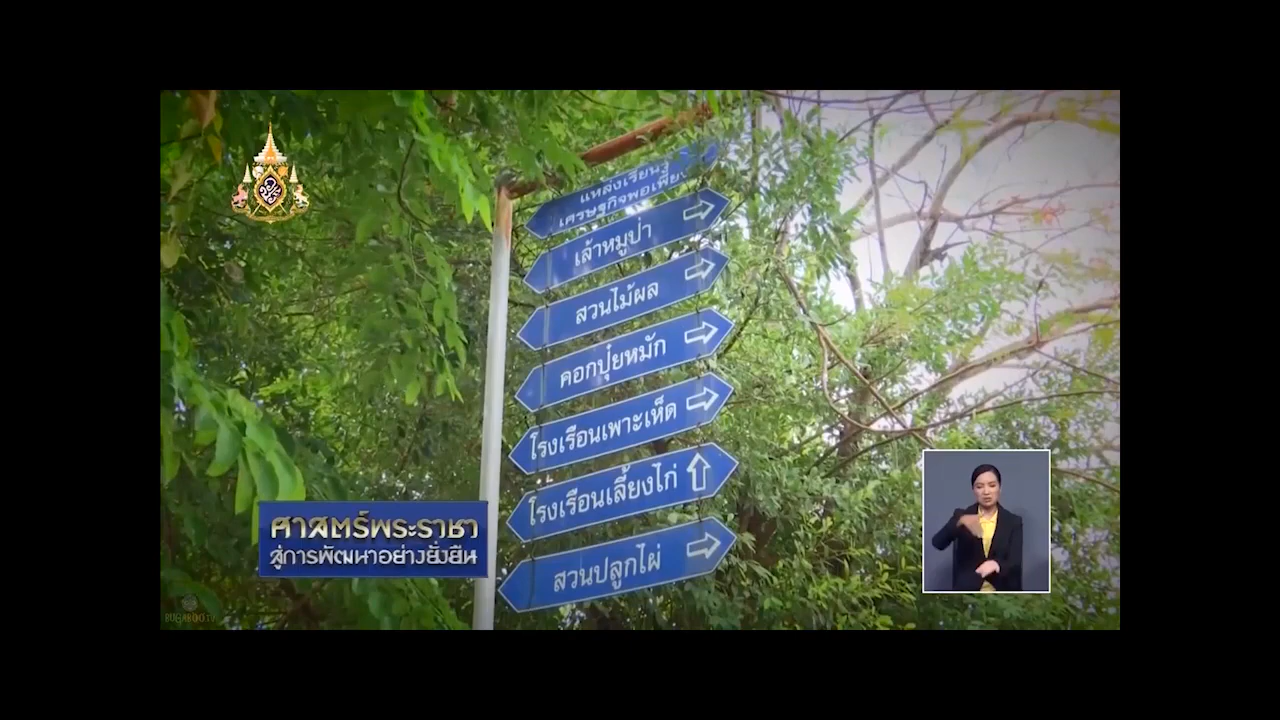 แหล่งเรียนรู้
เศรษฐกิจพอเพียง
เล้าหมูป่า
สวนไม้ผล
คอกปุ๋ยหมัก
โรงเรือนเพาะเห็ด
โรงเรือนเลี้ยงไก่
สวนปลูกไผ่
ศาสตร์พระราชา
สู่การพัฒนาอย่างยั่งยืน